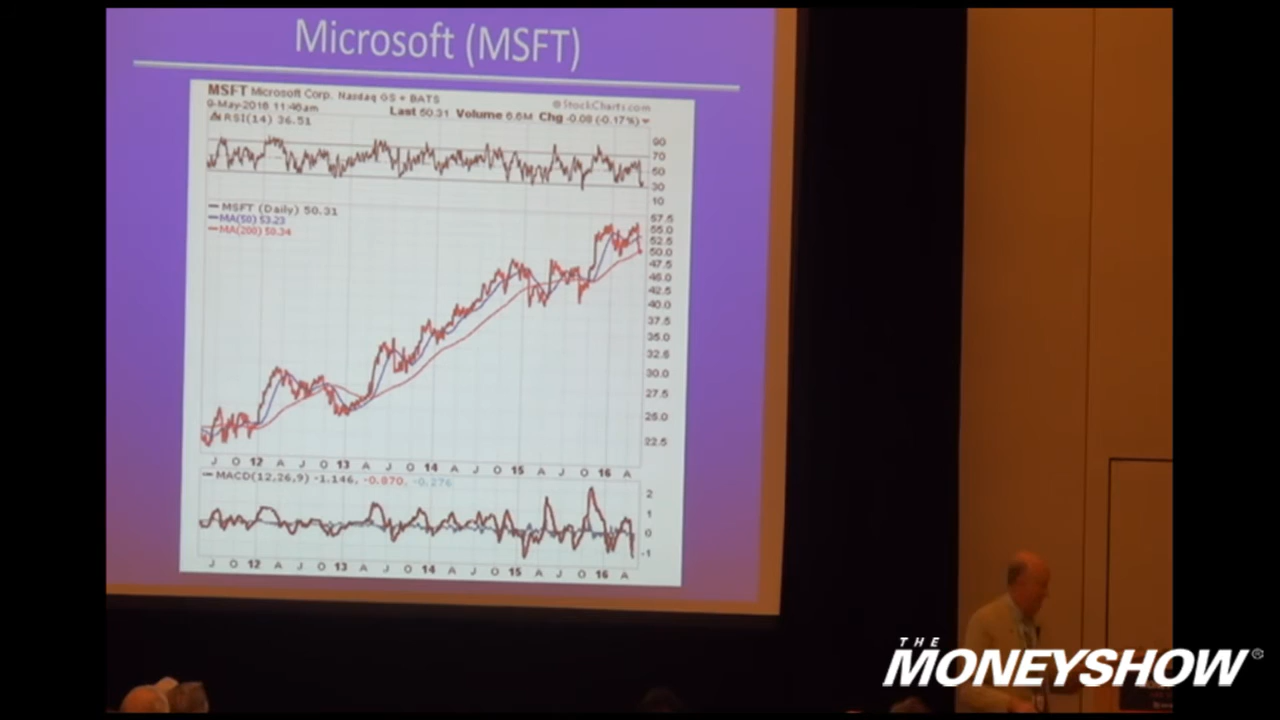 Microsoft (MSFT)
MSFT Microsoft Corp. Nasdaq GS + BATS
© StockCharts.com
9-May-2016 11:46am
Last 50.31 Volume 6.6M Chg -0.08 (-0.17%)
RSI(14) 36.51
90
70
50
30
10
MSFT (Daily) 50.31
MA(50) 53.23
MA(200) 50.34
57.5
55.0
52.5
50.0
47.5
45.0
42.5
40.0
37.5
35.0
32.5
30.0
27.5
25.0
22.5
J O 12 A J O 13 A J O 14 A J O 15 A J O 16 A
MACD(12,26,9) -1.146, -0.870, -0.276
2
1
0
-1
J O 12 A J O 13 A J O 14 A J O 15 A J O 16 A
THE
MONEYSHOW®